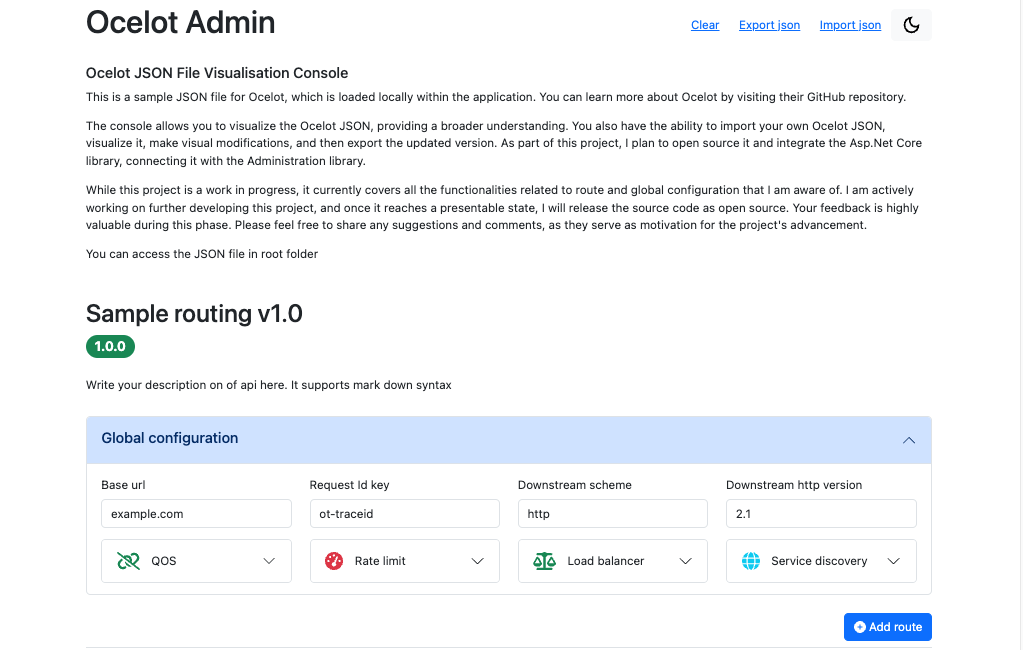 Ocelot Admin
Clear Export json Import json
Ocelot JSON File Visualisation Console
This is a sample JSON file for Ocelot, which is loaded locally within the application. You can learn more about Ocelot by visiting their GitHub repository.
The console allows you to visualize the Ocelot JSON, providing a broader understanding. You also have the ability to import your own Ocelot JSON,
visualize it, make visual modifications, and then export the updated version. As part of this project, I plan to open source it and integrate the Asp.Net Core
library, connecting it with the Administration library.
While this project is a work in progress, it currently covers all the functionalities related to route and global configuration that I am aware of. I am actively
working on further developing this project, and once it reaches a presentable state, I will release the source code as open source. Your feedback is highly
valuable during this phase. Please feel free to share any suggestions and comments, as they serve as motivation for the project's advancement.
You can access the JSON file in root folder
Sample routing v1.0
1.0.0
Write your description on of api here. It supports mark down syntax
Global configuration
Base url Request Id key Downstream scheme Downstream http version
example.com ot-traceid http 2.1
QOS Rate limit Load balancer Service discovery
Add route